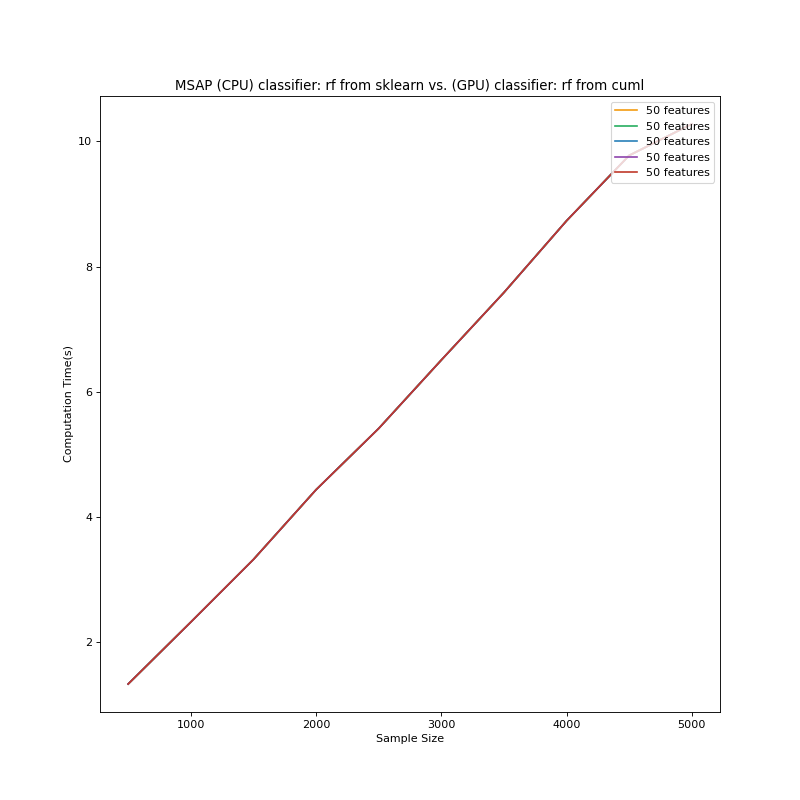 MSAP (CPU) classifier: rf from sklearn vs. (GPU) classifier: rf from cuml
50 features
50 features
50 features
50 features
50 features
10
8
6
4
2
Computation Time(s)
1000 2000 3000 4000 5000
Sample Size